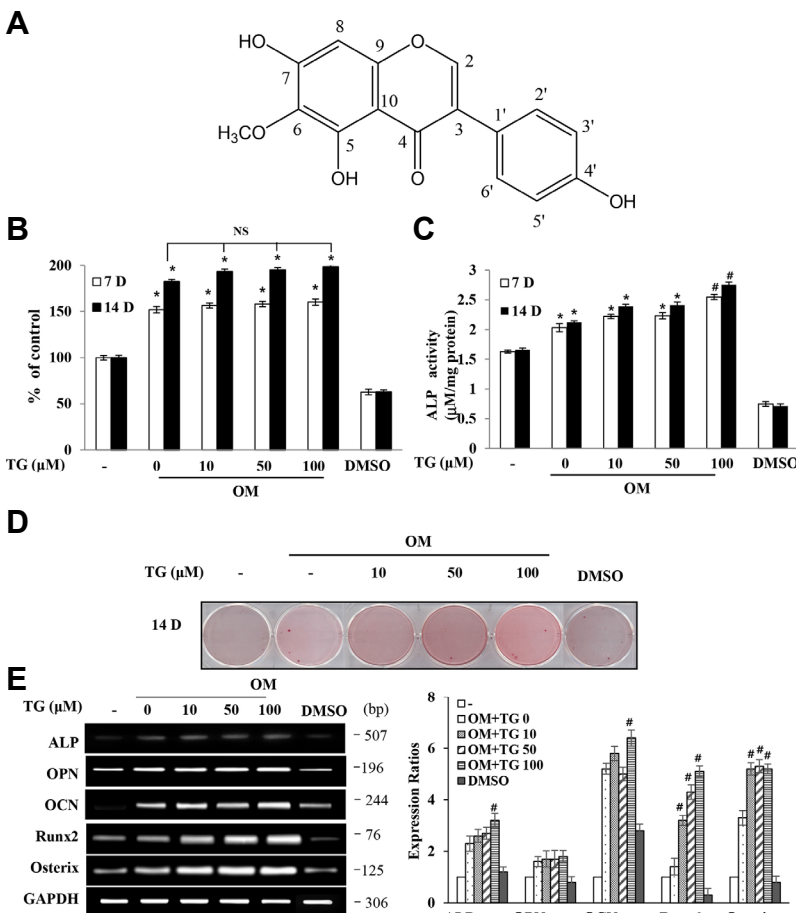 A
HO
8
9
O
2
7
10
1'
2'
3'
H3CO
6
5
4
3
4'
OH
O
6'
5'
OH
B
NS
7 D
14 D
% of control
200
150
100
50
0
* * * * * * * *
TG (µM)
-
0
10
50
100
DMSO
OM
C
7 D
14 D
ALP activity
(µM/mg protein)
3
2.5
2
1.5
1
0.5
0
* * * * * * # #
TG (µM)
-
0
10
50
100
DMSO
OM
D
OM
TG (µM) - - 10 50 100 DMSO
14 D
E
OM
TG (µM) - 0 10 50 100 DMSO (bp)
ALP - 507
OPN -196
OCN - 244
Runx2 - 76
Osterix -125
GAPDH - 306
Expression Ratios
8
6
4
2
0
-
OM+TG 0
OM+TG 10
OM+TG 50
OM+TG 100
DMSO
# # # # # # # #